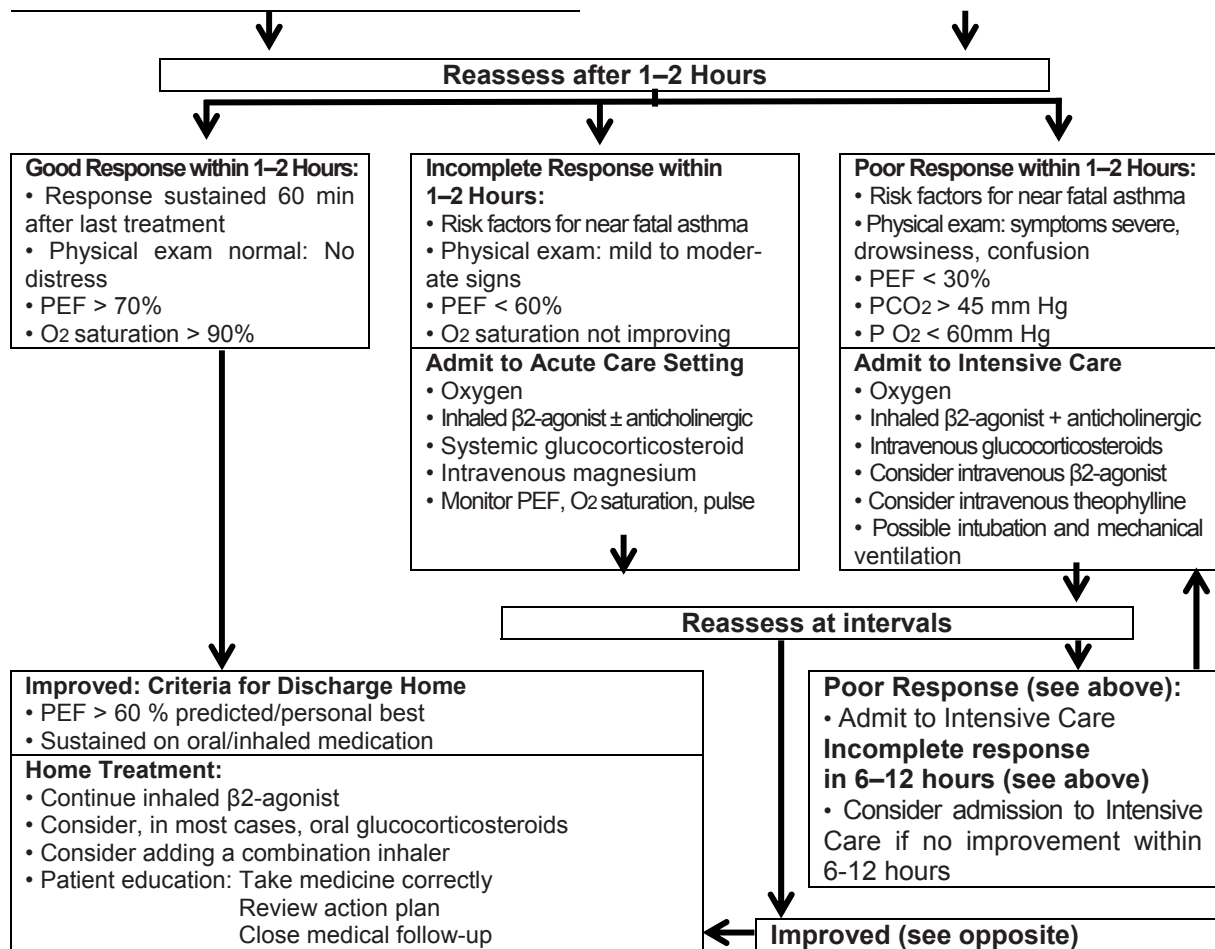 Reassess after 1–2 Hours
Good Response within 1–2 Hours:
• Response sustained 60 min
after last treatment
• Physical exam normal: No
distress
• PEF > 70%
• O2 saturation > 90%
Incomplete Response within
1–2 Hours:
• Risk factors for near fatal asthma
• Physical exam: mild to moder-
ate signs
• PEF < 60%
• O2 saturation not improving
Admit to Acute Care Setting
• Oxygen
• Inhaled β2-agonist ± anticholinergic
• Systemic glucocorticosteroid
• Intravenous magnesium
• Monitor PEF, O2 saturation, pulse
Poor Response within 1–2 Hours:
• Risk factors for near fatal asthma
• Physical exam: symptoms severe,
drowsiness, confusion
• PEF < 30%
• PCO2 > 45 mm Hg
• P O2 < 60mm Hg
Admit to Intensive Care
• Oxygen
• Inhaled β2-agonist + anticholinergic
• Intravenous glucocorticosteroids
• Consider intravenous β2-agonist
• Consider intravenous theophylline
• Possible intubation and mechanical
ventilation
Reassess at intervals
Improved: Criteria for Discharge Home
• PEF > 60 % predicted/personal best
• Sustained on oral/inhaled medication
Home Treatment:
• Continue inhaled β2-agonist
• Consider, in most cases, oral glucocorticosteroids
• Consider adding a combination inhaler
• Patient education: Take medicine correctly
Review action plan
Close medical follow-up
Poor Response (see above):
• Admit to Intensive Care
Incomplete response
in 6–12 hours (see above)
• Consider admission to Intensive
Care if no improvement within
6-12 hours
Improved (see opposite)